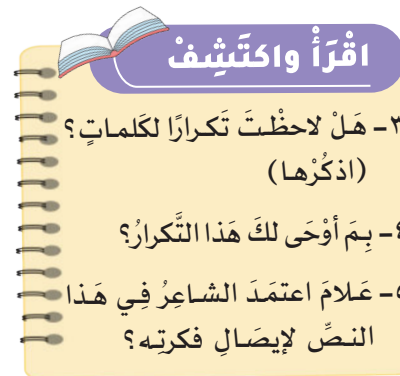 اقْرَأْ واكتَشِفْ
٣- هَلْ لاحظْتَ تَكرارًا لكَلماتٍ؟
(اذكُرْها)
٤- بِمَ أوْحَى لكَ هَذا التَّكرارُ؟
٥- عَلامَ اعتمَدَ الشاعِرُ فِي هَذا
النصِّ لإيصَالِ فكرتِه؟